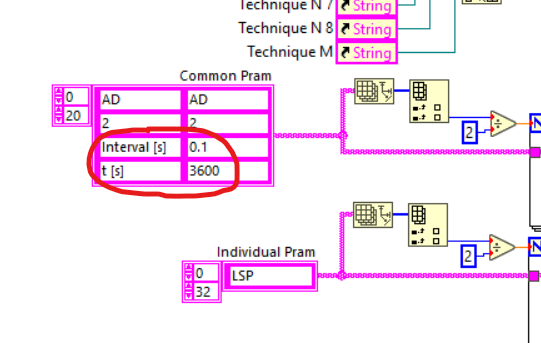 Technique N 7 String
Technique N 8 String
Technique M String
Common Pram
0 AD AD
20 2 2
Interval [s] 0.1
t [s] 3600
2
Individual Pram
0 LSP
32
2